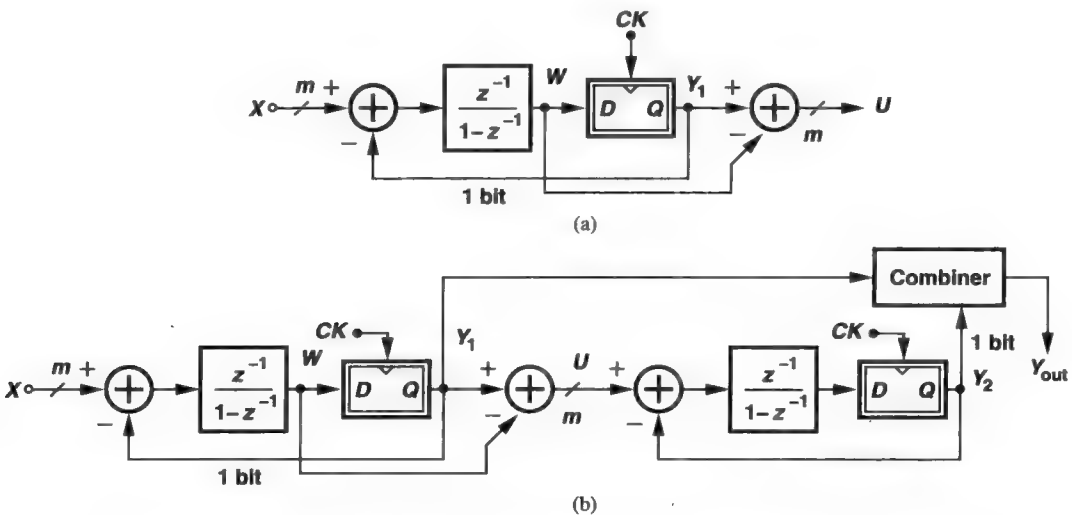 CK
X m + + z⁻¹ / 1 − z⁻¹ W D Q Y₁ + + U
− − m
1 bit
(a)
Combiner
CK Y₁ CK 1 bit
X m + + z⁻¹ / 1 − z⁻¹ W D Q + + U + + z⁻¹ / 1 − z⁻¹ D Q Y₂ Y_out
− − m −
1 bit
(b)